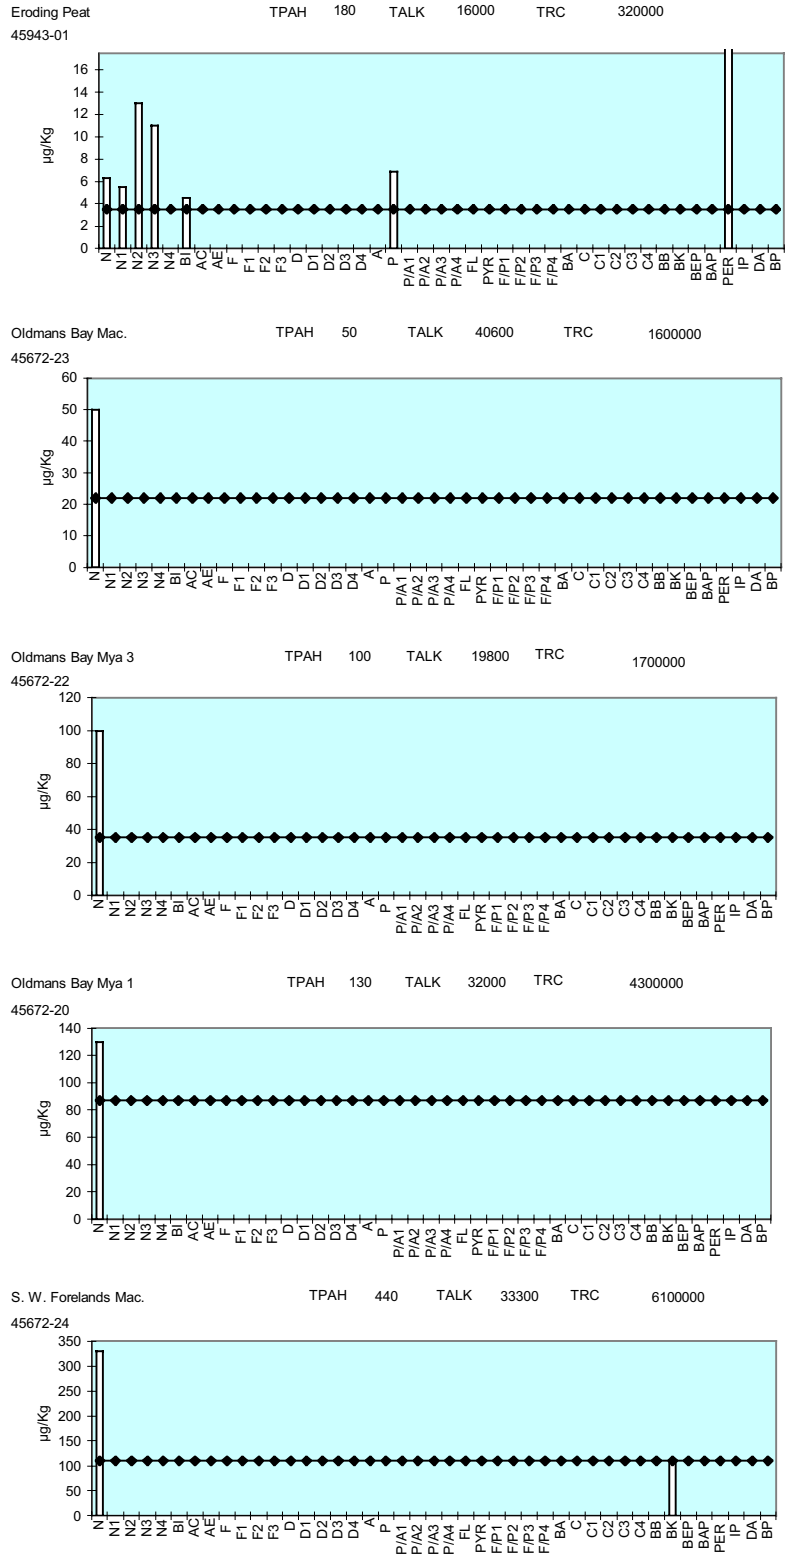 Eroding Peat TPAH 180 TALK 16000 TRC 320000
45943-01
µg/Kg
16
14
12
10
8
6
4
2
0
N N1 N2 N3 N4 BI AC AE F F1 F2 F3 D D1 D2 D3 D4 A P P/A1 P/A2 P/A3 P/A4 FL PYR F/P1 F/P2 F/P3 F/P4 BA C C1 C2 C3 C4 BB BK BEP BAP PER IP DA BP
Oldmans Bay Mac. TPAH 50 TALK 40600 TRC 1600000
45672-23
µg/Kg
60
50
40
30
20
10
0
N N1 N2 N3 N4 BI AC AE F F1 F2 F3 D D1 D2 D3 D4 A P P/A1 P/A2 P/A3 P/A4 FL PYR F/P1 F/P2 F/P3 F/P4 BA C C1 C2 C3 C4 BB BK BEP BAP PER IP DA BP
Oldmans Bay Mya 3 TPAH 100 TALK 19800 TRC 1700000
45672-22
µg/Kg
120
100
80
60
40
20
0
N N1 N2 N3 N4 BI AC AE F F1 F2 F3 D D1 D2 D3 D4 A P P/A1 P/A2 P/A3 P/A4 FL PYR F/P1 F/P2 F/P3 F/P4 BA C C1 C2 C3 C4 BB BK BEP BAP PER IP DA BP
Oldmans Bay Mya 1 TPAH 130 TALK 32000 TRC 4300000
45672-20
µg/Kg
140
120
100
80
60
40
20
0
N N1 N2 N3 N4 BI AC AE F F1 F2 F3 D D1 D2 D3 D4 A P P/A1 P/A2 P/A3 P/A4 FL PYR F/P1 F/P2 F/P3 F/P4 BA C C1 C2 C3 C4 BB BK BEP BAP PER IP DA BP
S. W. Forelands Mac. TPAH 440 TALK 33300 TRC 6100000
45672-24
µg/Kg
350
300
250
200
150
100
50
0
N N1 N2 N3 N4 BI AC AE F F1 F2 F3 D D1 D2 D3 D4 A P P/A1 P/A2 P/A3 P/A4 FL PYR F/P1 F/P2 F/P3 F/P4 BA C C1 C2 C3 C4 BB BK BEP BAP PER IP DA BP